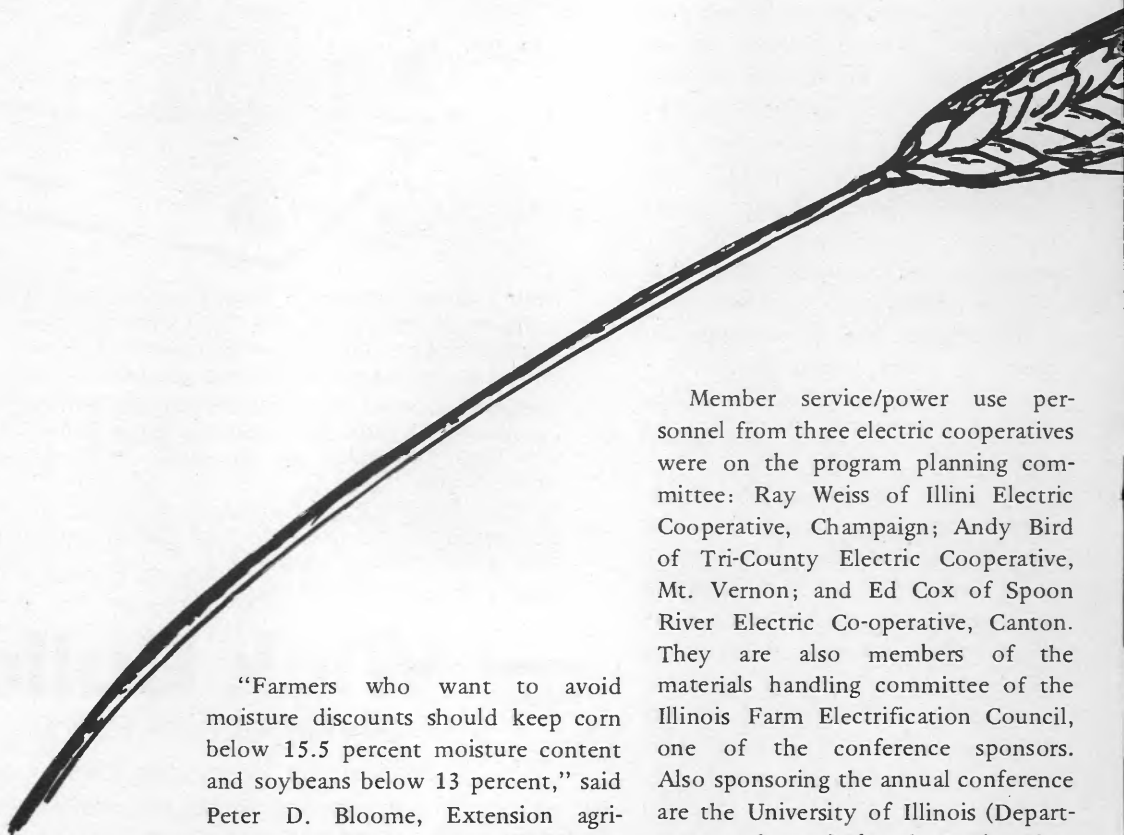 "Farmers who want to avoid
moisture discounts should keep corn
below 15.5 percent moisture content
and soybeans below 13 percent," said
Peter D. Bloome, Extension agri-
Member service/power use per-
sonnel from three electric cooperatives
were on the program planning com-
mittee: Ray Weiss of Illini Electric
Cooperative, Champaign; Andy Bird
of Tri-County Electric Cooperative,
Mt. Vernon; and Ed Cox of Spoon
River Electric Co-operative, Canton.
They are also members of the
materials handling committee of the
Illinois Farm Electrification Council,
one of the conference sponsors.
Also sponsoring the annual conference
are the University of Illinois (Depart-